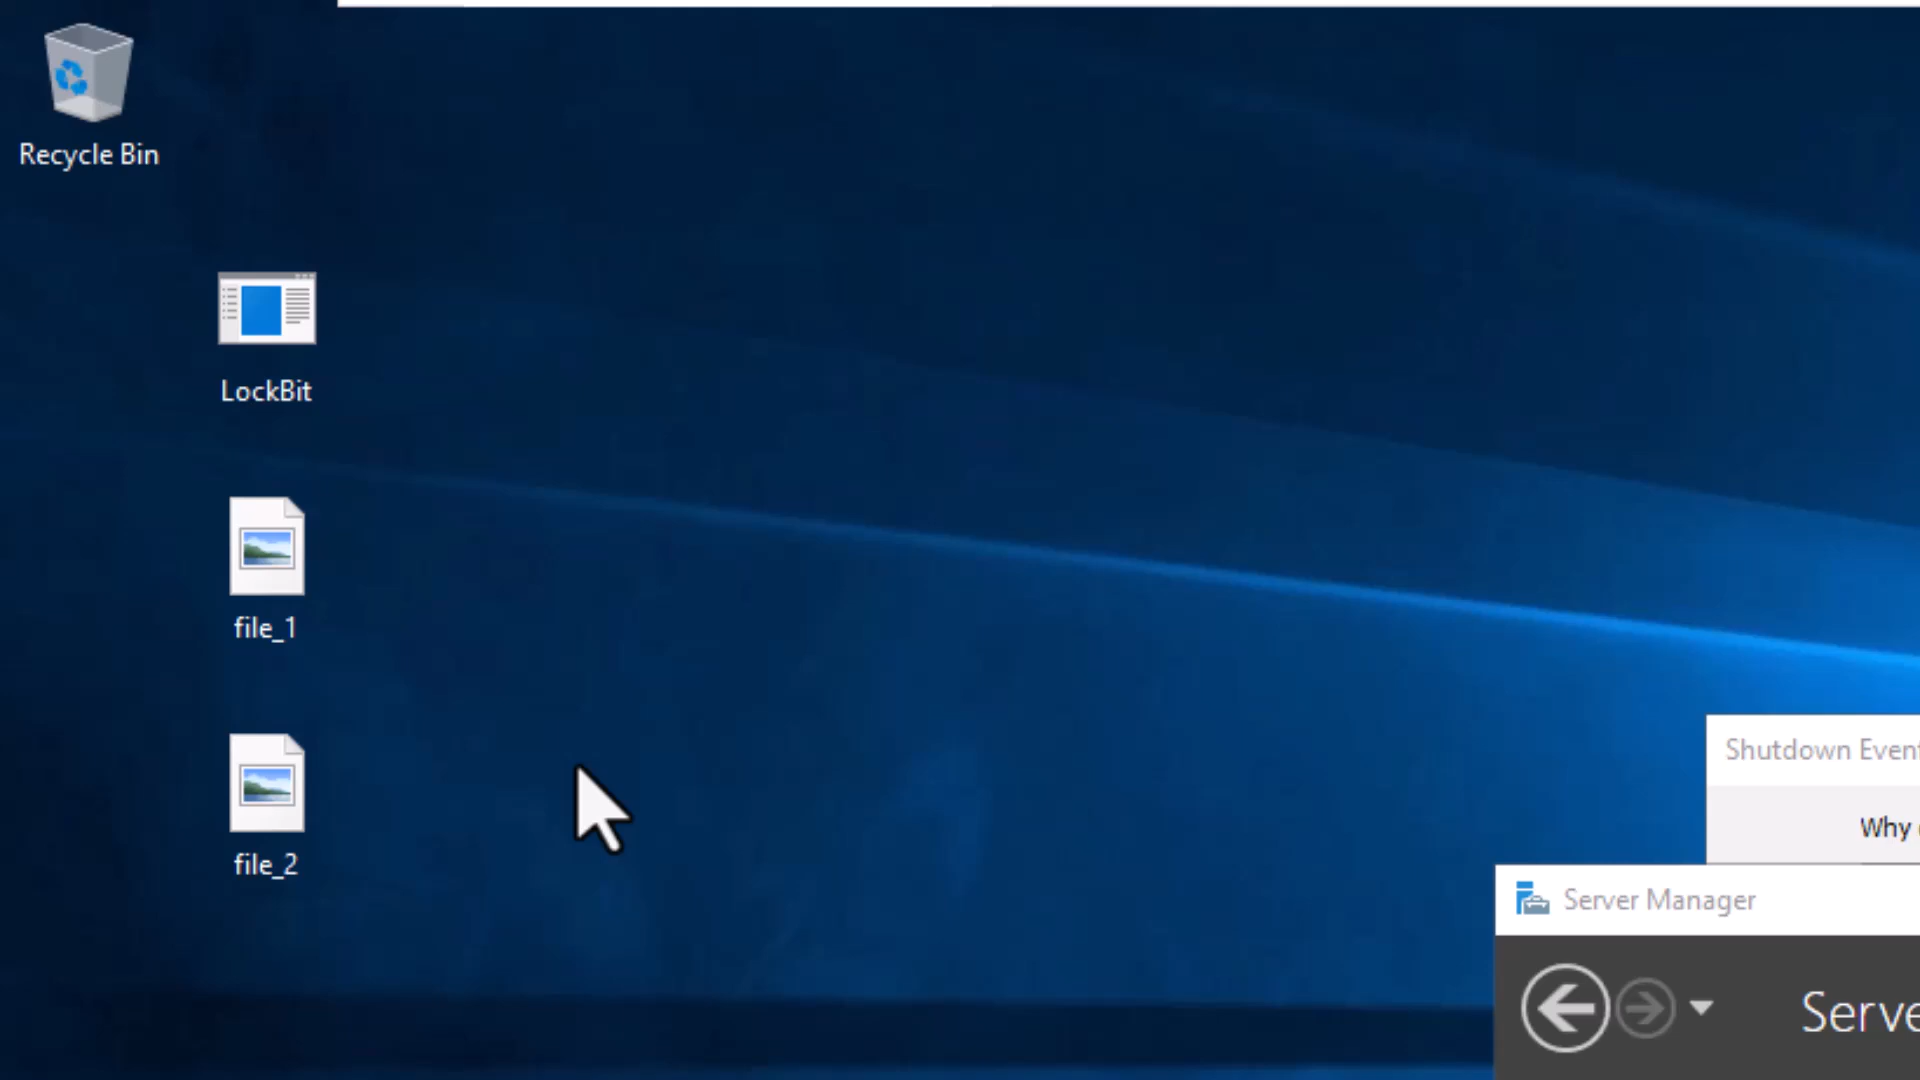 Recycle Bin
LockBit
file_1
file_2
Shutdown Event
Why
Server Manager
Serve